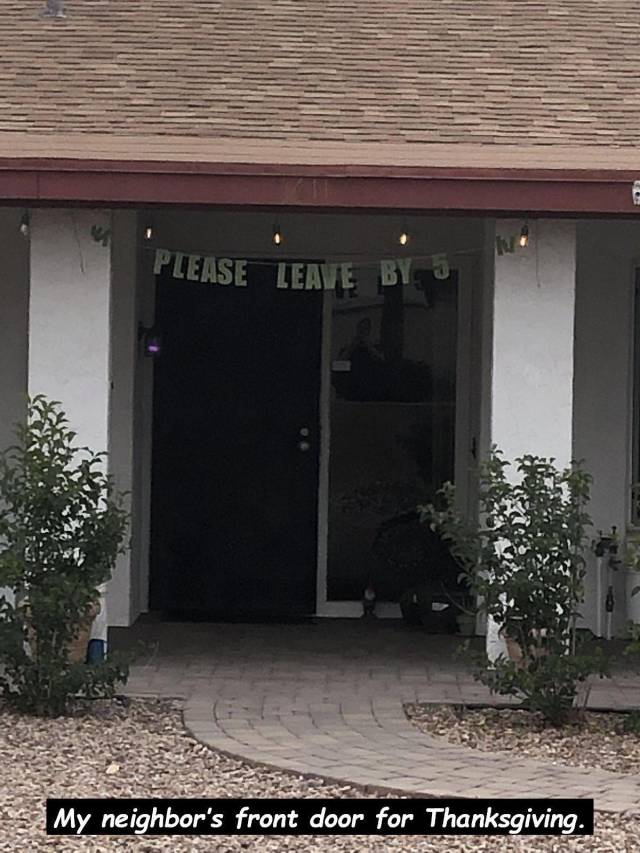 PLEASE LEAVE BY 5
My neighbor's front door for Thanksgiving.